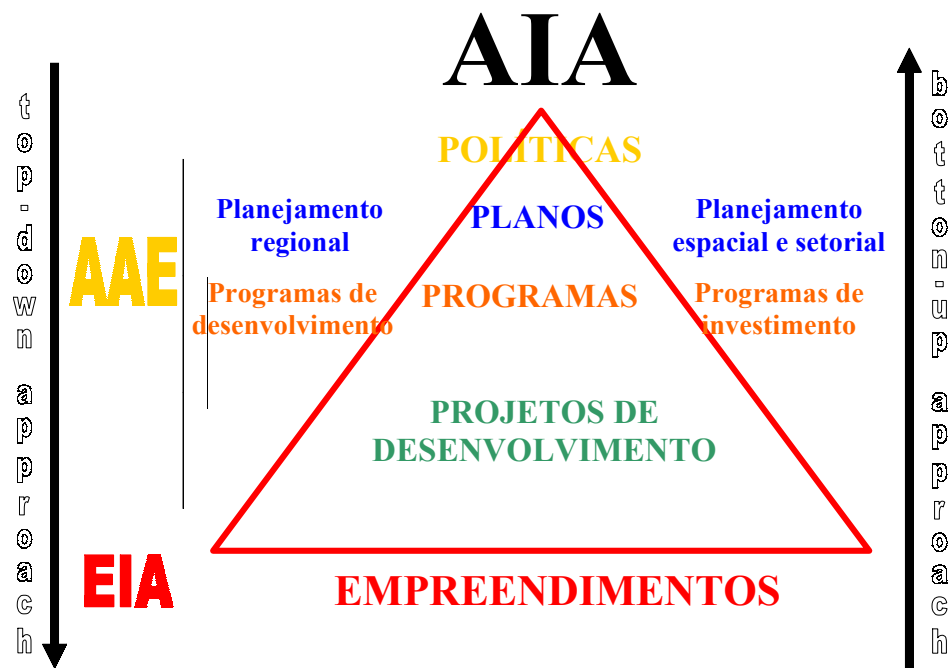 AIA
top-down approach
POLÍTICAS
Planejamento
regional
PLANOS
Planejamento
espacial e setorial
AAE
Programas de
desenvolvimento
PROGRAMAS
Programas de
investimento
PROJETOS DE
DESENVOLVIMENTO
EIA
EMPREENDIMENTOS
botton-up approach